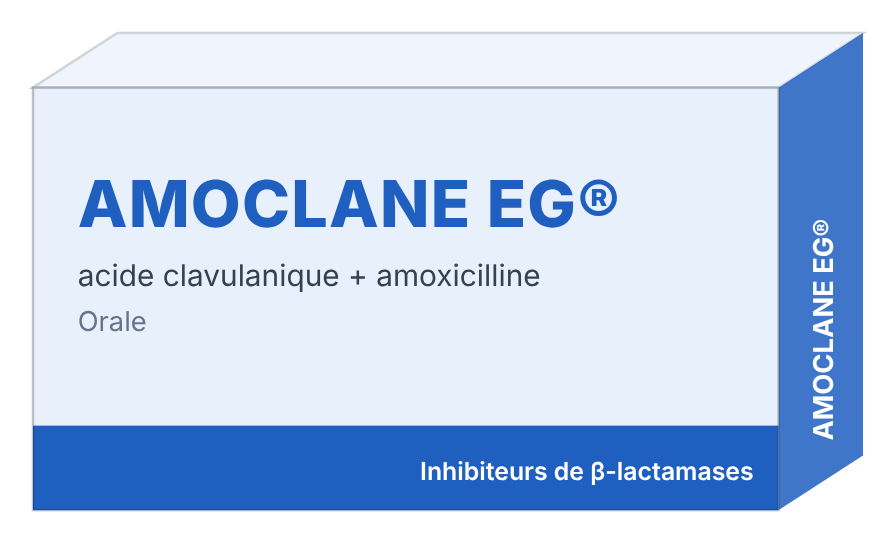 AMOCLANE EG®
acide clavulanique + amoxicilline
Orale
Inhibiteurs de β-lactamases
AMOCLANE EG®